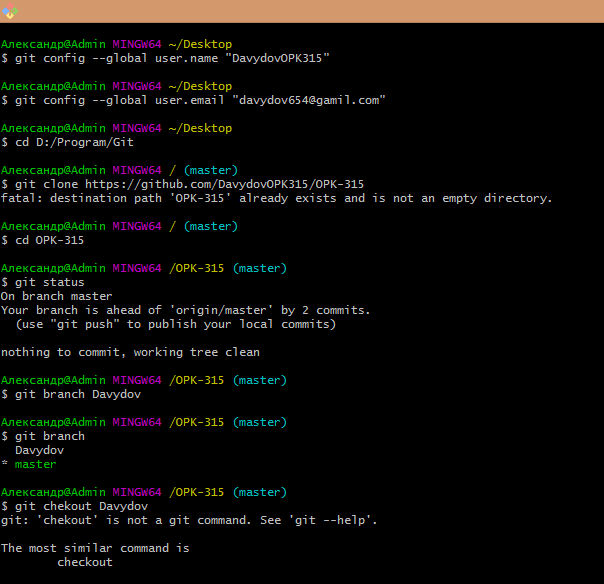 Александр@Admin MINGW64 ~/Desktop
$ git config --global user.name "DavydovOPK315"
Александр@Admin MINGW64 ~/Desktop
$ git config --global user.email "davydov654@gamil.com"
Александр@Admin MINGW64 ~/Desktop
$ cd D:/Program/Git
Александр@Admin MINGW64 / (master)
$ git clone https://github.com/DavydovOPK315/OPK-315
fatal: destination path 'OPK-315' already exists and is not an empty directory.
Александр@Admin MINGW64 / (master)
$ cd OPK-315
Александр@Admin MINGW64 /OPK-315 (master)
$ git status
On branch master
Your branch is ahead of 'origin/master' by 2 commits.
  (use "git push" to publish your local commits)
nothing to commit, working tree clean
Александр@Admin MINGW64 /OPK-315 (master)
$ git branch Davydov
Александр@Admin MINGW64 /OPK-315 (master)
$ git branch
  Davydov
* master
Александр@Admin MINGW64 /OPK-315 (master)
$ git chekout Davydov
git: 'chekout' is not a git command. See 'git --help'.
The most similar command is
        checkout